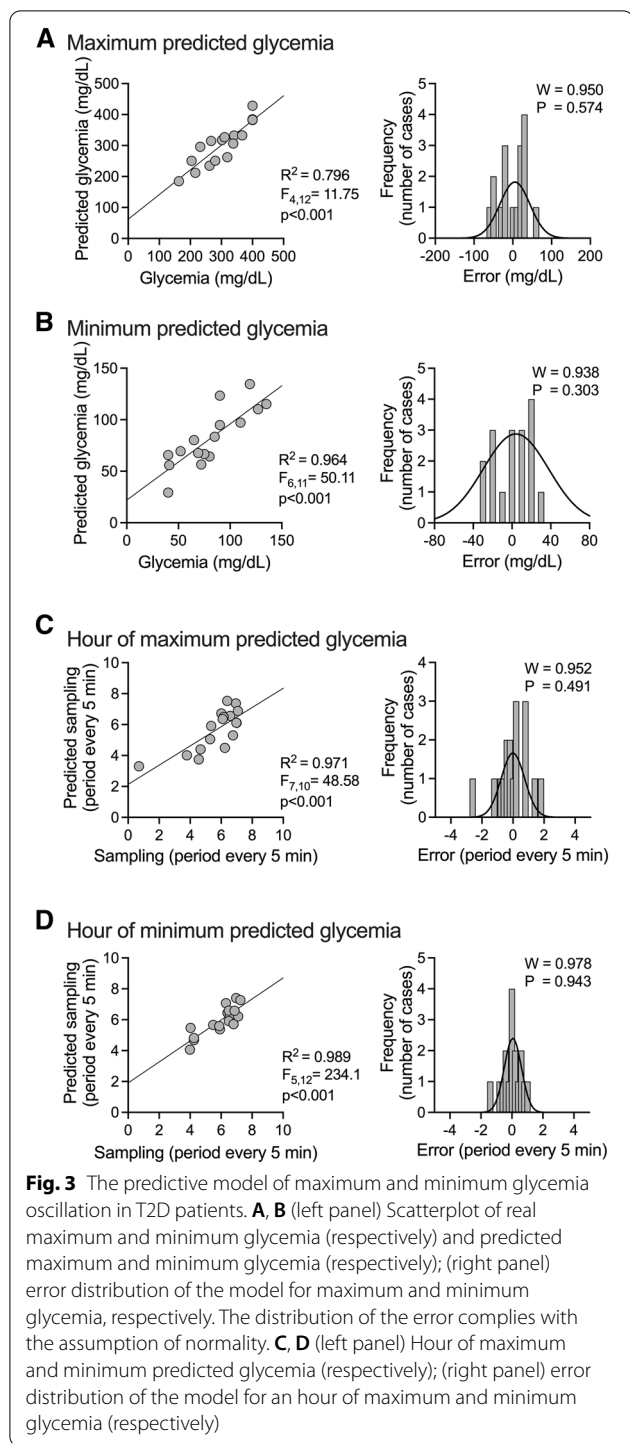 A Maximum predicted glycemia
Predicted glycemia (mg/dL)
500
400
300
200
100
0
0 100 200 300 400 500
Glycemia (mg/dL)
R² = 0.796
F₄,₁₂= 11.75
p<0.001
Frequency
(number of cases)
5
4
3
2
1
0
-200 -100 0 100 200
Error (mg/dL)
W = 0.950
P = 0.574
B Minimum predicted glycemia
Predicted glycemia (mg/dL)
150
100
50
0
0 50 100 150
Glycemia (mg/dL)
R² = 0.964
F₆,₁₁= 50.11
p<0.001
Frequency
(number of cases)
5
4
3
2
1
0
-80 -40 0 40 80
Error (mg/dL)
W = 0.938
P = 0.303
C Hour of maximum predicted glycemia
Predicted sampling
(period every 5 min)
10
8
6
4
2
0
0 2 4 6 8 10
Sampling (period every 5 min)
R² = 0.971
F₇,₁₀= 48.58
p<0.001
Frequency
(number of cases)
4
3
2
1
0
-4 -2 0 2 4
Error (period every 5 min)
W = 0.952
P = 0.491
D Hour of minimum predicted glycemia
Predicted sampling
(period every 5 min)
10
8
6
4
2
0
0 2 4 6 8 10
Sampling (period every 5 min)
R² = 0.989
F₅,₁₂= 234.1
p<0.001
Frequency
(number of cases)
5
4
3
2
1
0
-4 -2 0 2 4
Error (period every 5 min)
W = 0.978
P = 0.943
Fig. 3 The predictive model of maximum and minimum glycemia
oscillation in T2D patients. A, B (left panel) Scatterplot of real
maximum and minimum glycemia (respectively) and predicted
maximum and minimum glycemia (respectively); (right panel)
error distribution of the model for maximum and minimum
glycemia, respectively. The distribution of the error complies with
the assumption of normality. C, D (left panel) Hour of maximum
and minimum predicted glycemia (respectively); (right panel) error
distribution of the model for an hour of maximum and minimum
glycemia (respectively)